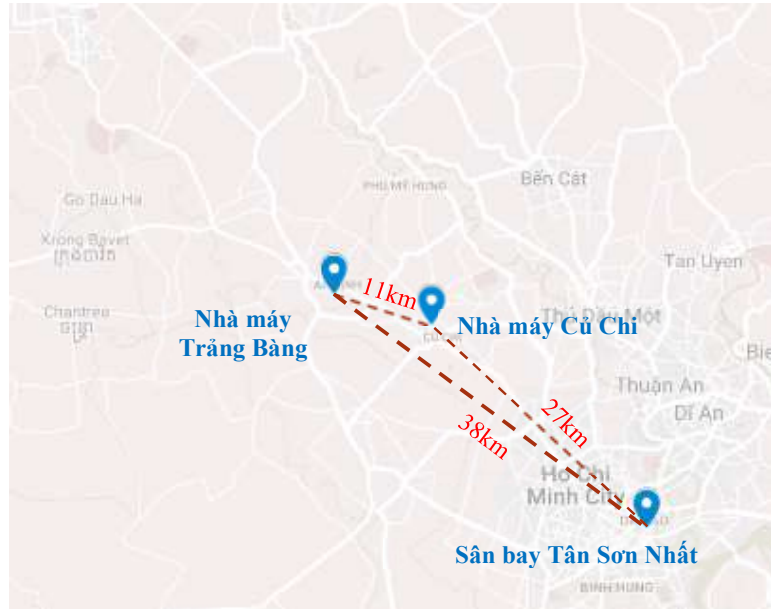 PHU MY HUNG
Bến Cát
Go Dau Ha
Krong Bavet
Tan Uyen
11km
Nhà máy
Trảng Bàng
Nhà máy Củ Chi
Chantrea
Thủ Dầu Một
Thuận An
Dĩ An
27km
38km
Ho Chi
Minh City
Sân bay Tân Sơn Nhất
BINH HUNG